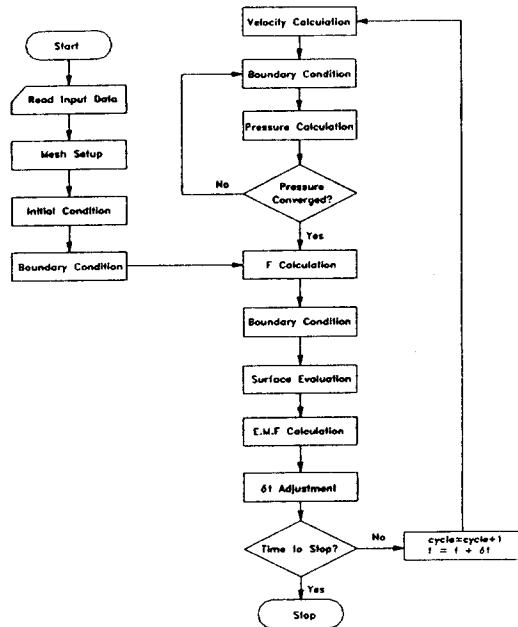 Start
Read Input Data
Mesh Setup
Initial Condition
Boundary Condition
Velocity Calculation
Boundary Condition
Pressure Calculation
Pressure
Converged?
No
Yes
F Calculation
Boundary Condition
Surface Evaluation
E.M.F Calculation
δt Adjustment
Time to Stop?
No
cycle=cycle+1
t = t + δt
Yes
Stop